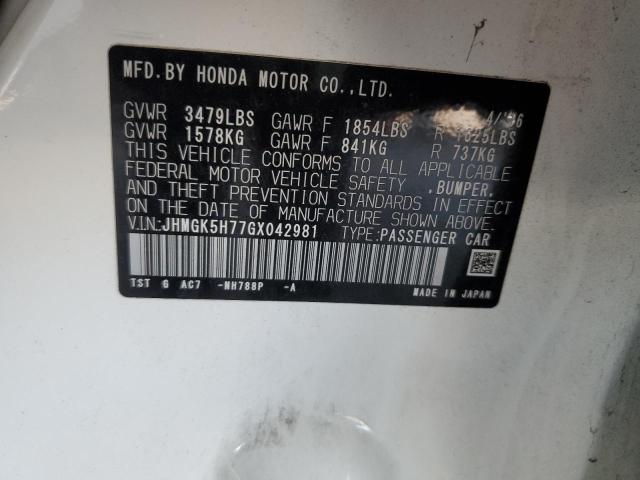 MFD.BY HONDA MOTOR CO.,LTD.
GVWR 3479LBS GAWR F 1854LBS R 1625LBS
GVWR 1578KG GAWR F 841KG R 737KG
THIS VEHICLE CONFORMS TO ALL APPLICABLE
FEDERAL MOTOR VEHICLE SAFETY ,BUMPER,
AND THEFT PREVENTION STANDARDS IN EFFECT
ON THE DATE OF MANUFACTURE SHOWN ABOVE.
V.I.N.:JHMGK5H77GX042981 TYPE:PASSENGER CAR
TST G AC7 -NH788P -A MADE IN JAPAN